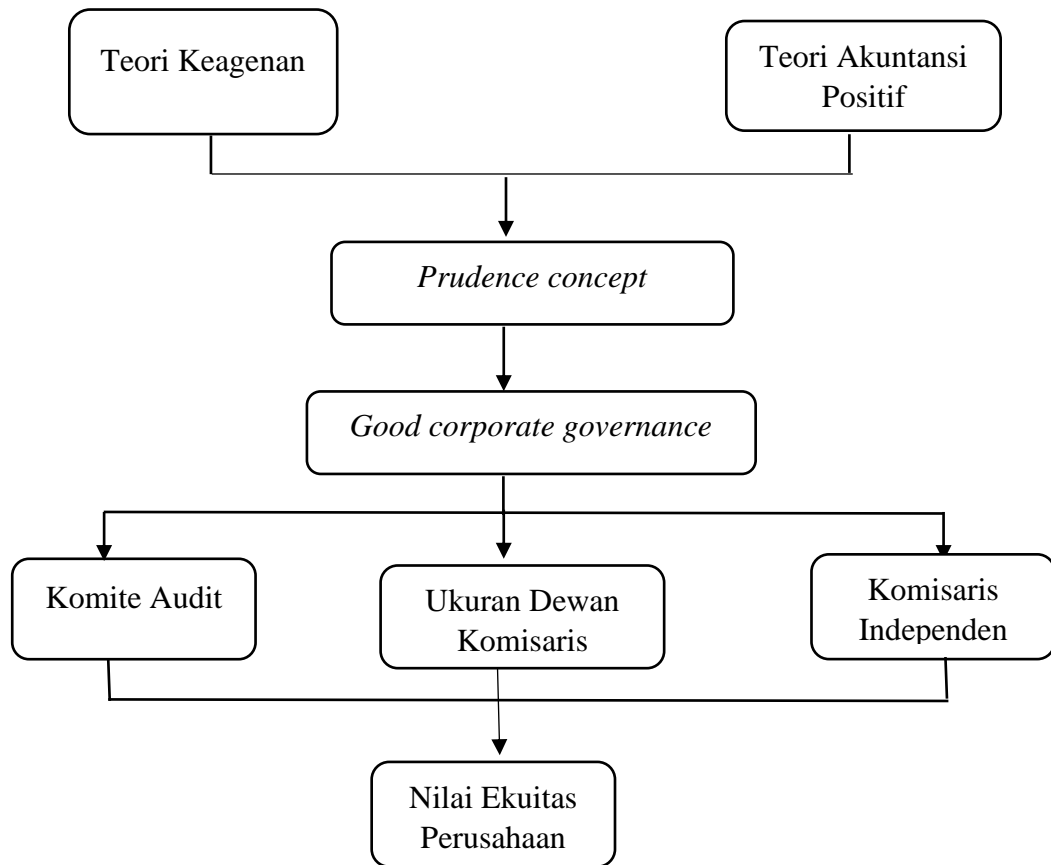 Teori Keagenan
Teori Akuntansi
Positif
Prudence concept
Good corporate governance
Komite Audit
Ukuran Dewan
Komisaris
Komisaris
Independen
Nilai Ekuitas
Perusahaan